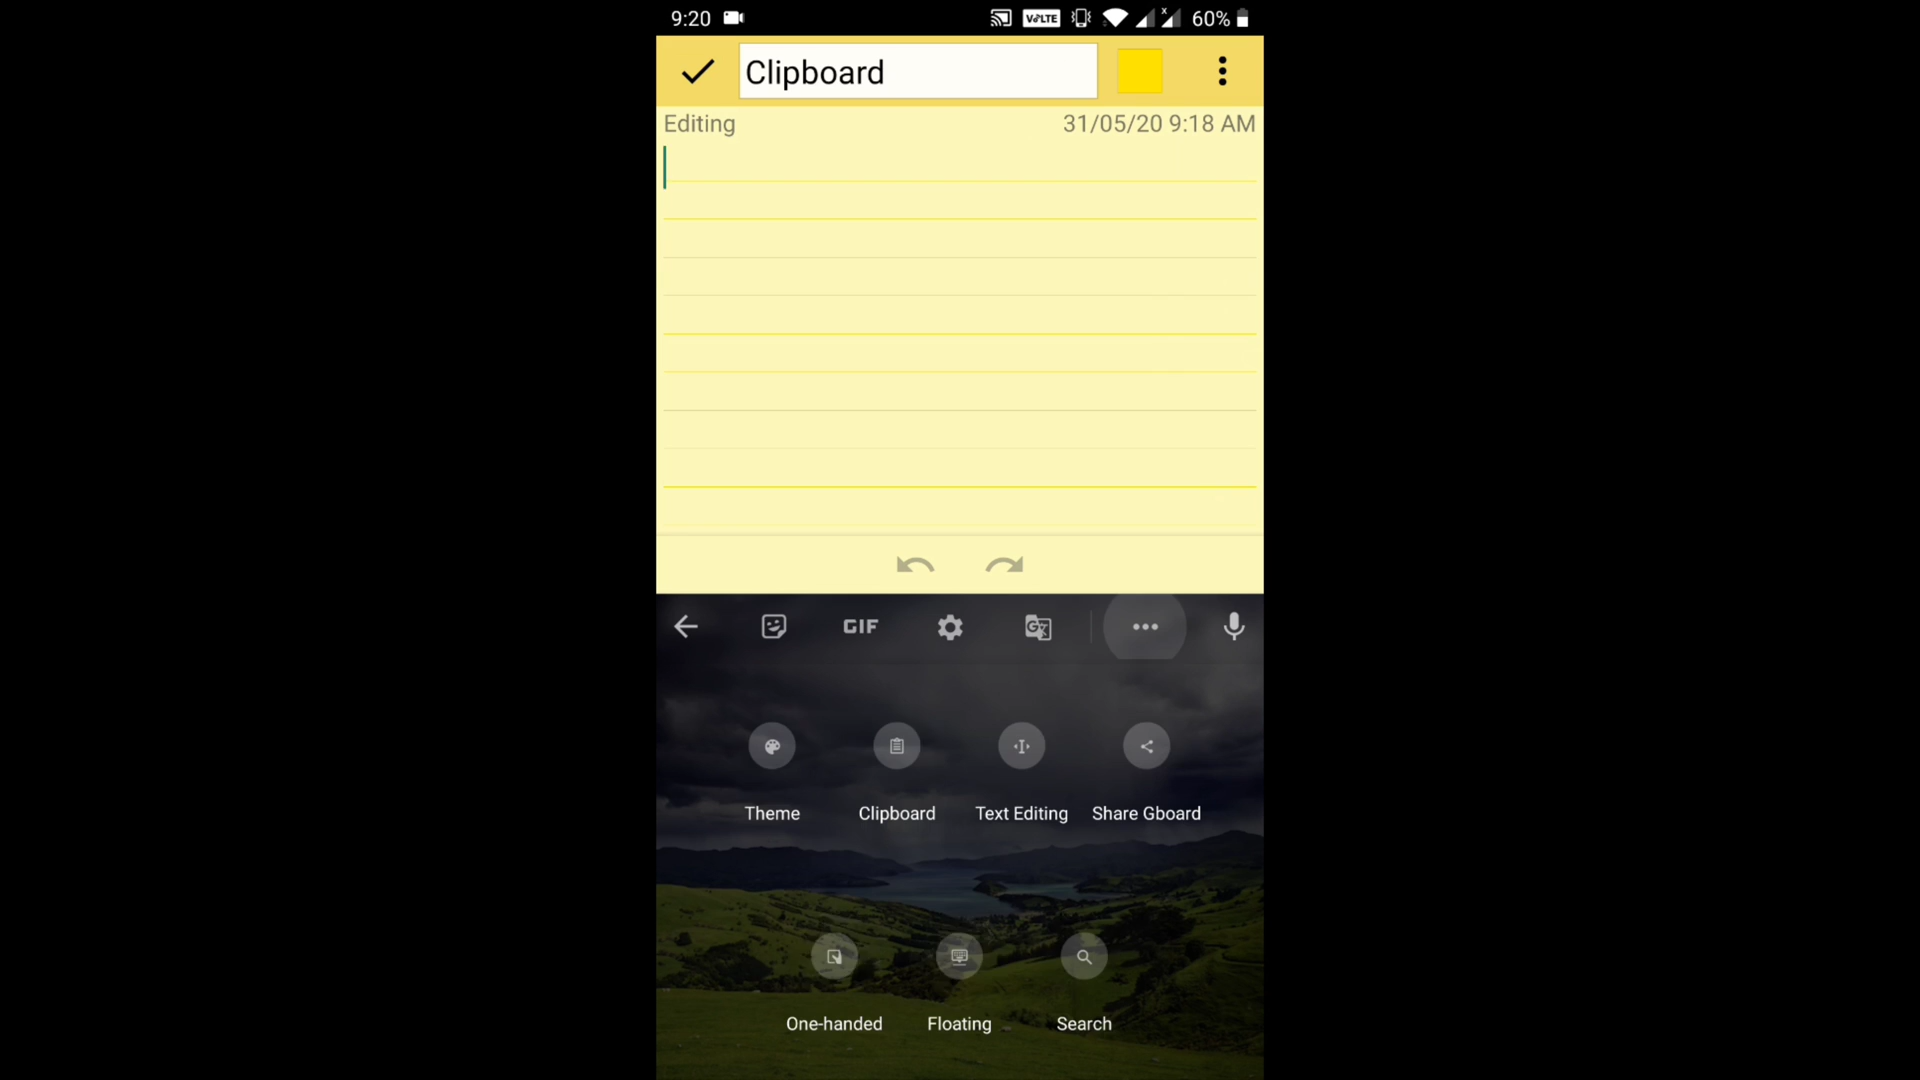 9:20 VoLTE x 60%
Clipboard
Editing 31/05/20 9:18 AM
GIF G
Theme Clipboard Text Editing Share Gboard
One-handed Floating Search